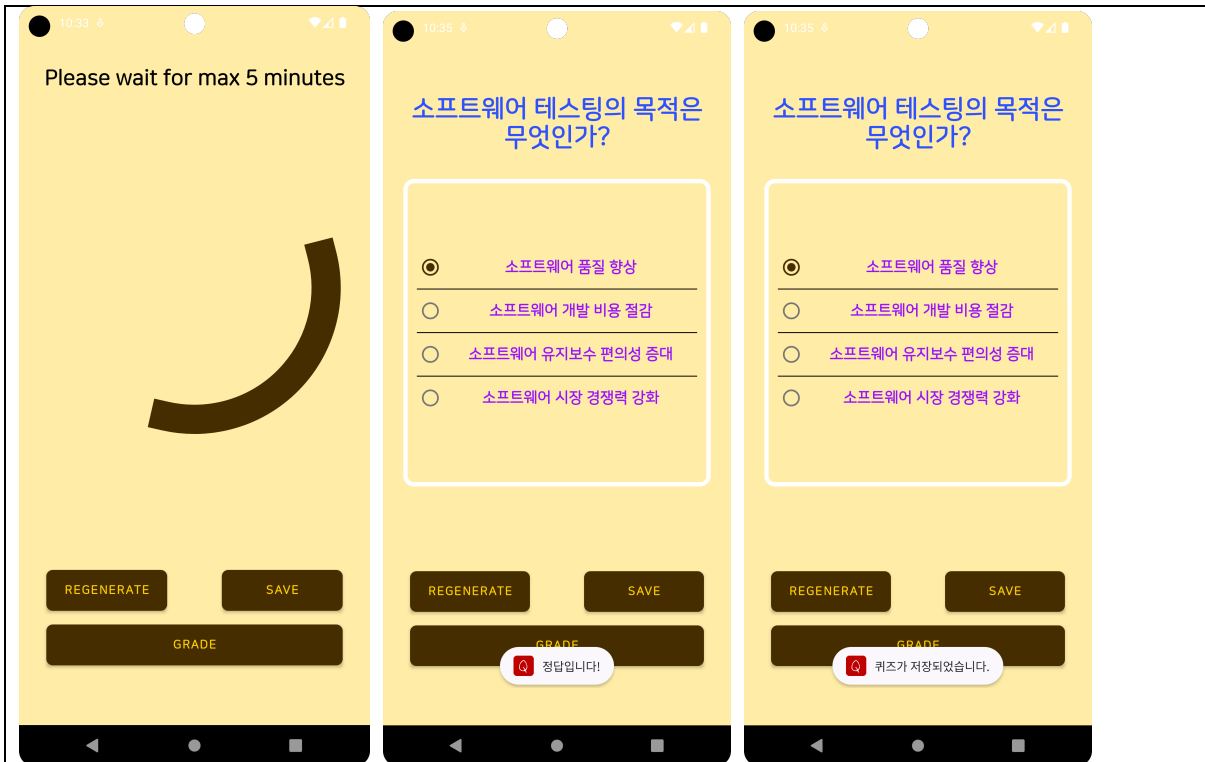 10:33
Please wait for max 5 minutes
REGENERATE
SAVE
GRADE
10:35
소프트웨어 테스팅의 목적은
무엇인가?
소프트웨어 품질 향상
소프트웨어 개발 비용 절감
소프트웨어 유지보수 편의성 증대
소프트웨어 시장 경쟁력 강화
REGENERATE
SAVE
GRADE
정답입니다!
10:35
소프트웨어 테스팅의 목적은
무엇인가?
소프트웨어 품질 향상
소프트웨어 개발 비용 절감
소프트웨어 유지보수 편의성 증대
소프트웨어 시장 경쟁력 강화
REGENERATE
SAVE
GRADE
퀴즈가 저장되었습니다.